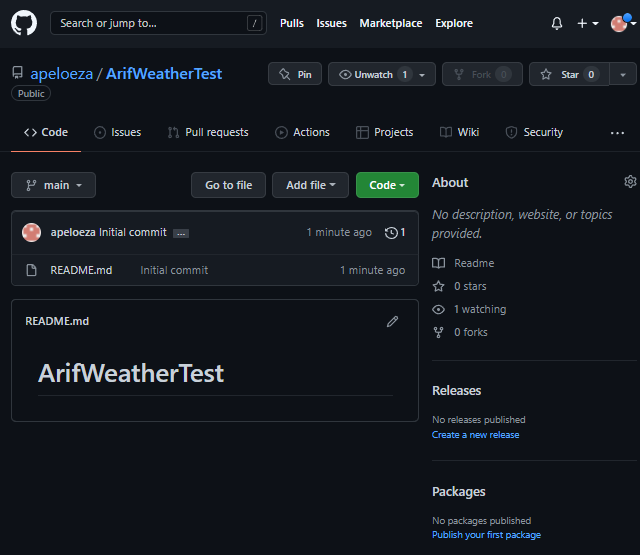 Search or jump to... /
Pulls Issues Marketplace Explore
apeloeza / ArifWeatherTest
Public
Pin
Unwatch 1
Fork 0
Star 0
Code Issues Pull requests Actions Projects Wiki Security ...
main
Go to file
Add file
Code
apeloeza Initial commit ... 1 minute ago 1
README.md Initial commit 1 minute ago
README.md
ArifWeatherTest
About
No description, website, or topics
provided.
Readme
0 stars
1 watching
0 forks
Releases
No releases published
Create a new release
Packages
No packages published
Publish your first package